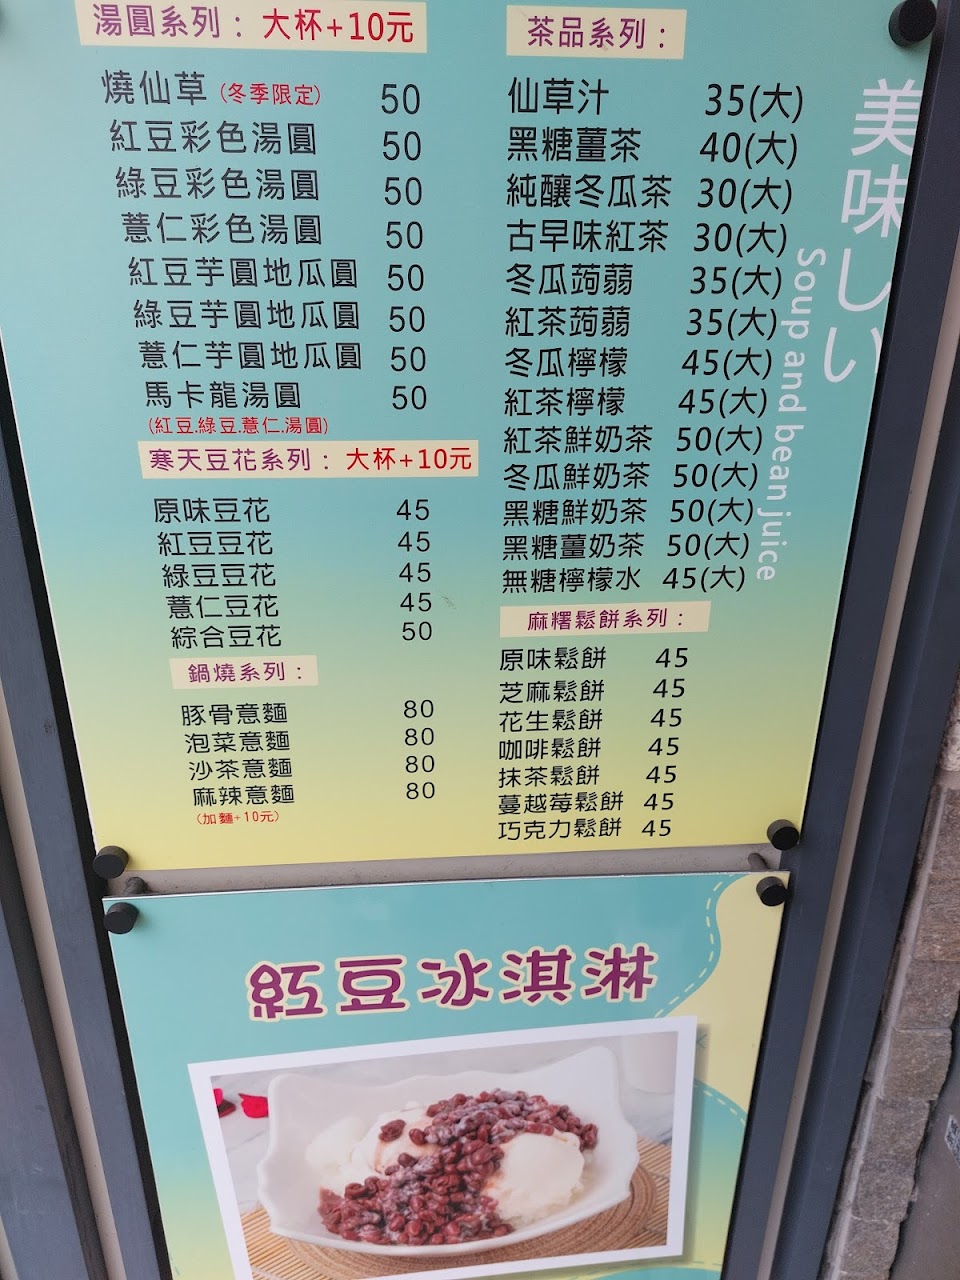 湯圓系列：大杯+10元
燒仙草(冬季限定) 50
紅豆彩色湯圓 50
綠豆彩色湯圓 50
薏仁彩色湯圓 50
紅豆芋圓地瓜圓 50
綠豆芋圓地瓜圓 50
薏仁芋圓地瓜圓 50
馬卡龍湯圓 50
(紅豆.綠豆.薏仁.湯圓)
寒天豆花系列：大杯+10元
原味豆花 45
紅豆豆花 45
綠豆豆花 45
薏仁豆花 45
綜合豆花 50
鍋燒系列：
豚骨意麵 80
泡菜意麵 80
沙茶意麵 80
麻辣意麵 80
(加麵+10元)
茶品系列：
仙草汁 35(大)
黑糖薑茶 40(大)
純釀冬瓜茶 30(大)
古早味紅茶 30(大)
冬瓜蒟蒻 35(大)
紅茶蒟蒻 35(大)
冬瓜檸檬 45(大)
紅茶檸檬 45(大)
紅茶鮮奶茶 50(大)
冬瓜鮮奶茶 50(大)
黑糖鮮奶茶 50(大)
黑糖薑奶茶 50(大)
無糖檸檬水 45(大)
麻糬鬆餅系列：
原味鬆餅 45
芝麻鬆餅 45
花生鬆餅 45
咖啡鬆餅 45
抹茶鬆餅 45
蔓越莓鬆餅 45
巧克力鬆餅 45
美味しい
Soup and bean juice
紅豆冰淇淋